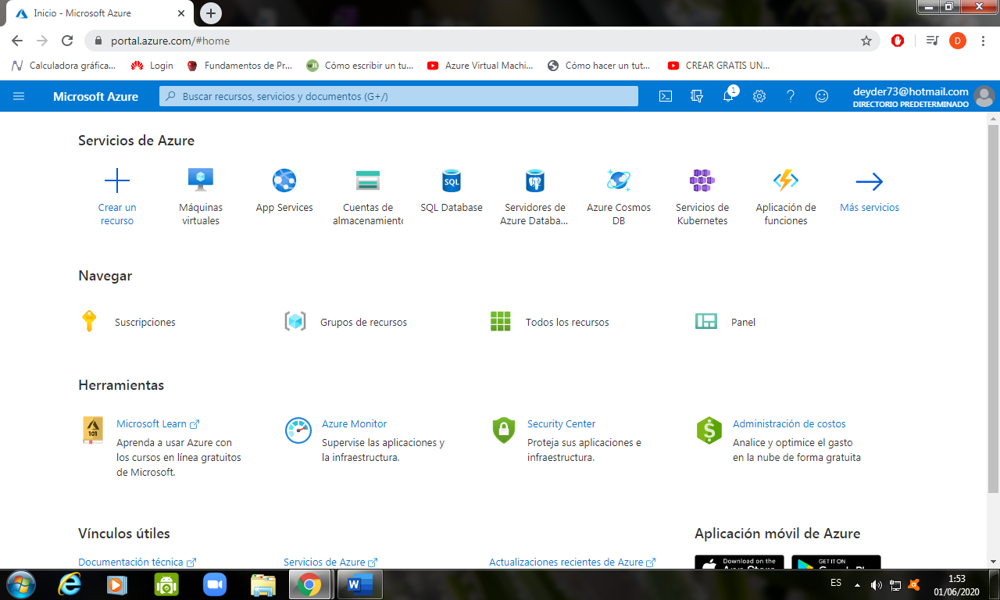 Inicio - Microsoft Azure
portal.azure.com/#home
D
Calculadora gráfica...
Login
Fundamentos de Pr...
Cómo escribir un tu...
Azure Virtual Machi...
Cómo hacer un tut...
CREAR GRATIS UN...
Microsoft Azure
Buscar recursos, servicios y documentos (G+/)
1
deyder73@hotmail.com
DIRECTORIO PREDETERMINADO
Servicios de Azure
Crear un
recurso
Máquinas
virtuales
App Services
Cuentas de
almacenamiento
SQL
SQL Database
Servidores de
Azure Databa...
Azure Cosmos
DB
Servicios de
Kubernetes
Aplicación de
funciones
Más servicios
Navegar
Suscripciones
Grupos de recursos
Todos los recursos
Panel
Herramientas
101
Microsoft Learn
Aprenda a usar Azure con
los cursos en línea gratuitos
de Microsoft.
Azure Monitor
Supervise las aplicaciones y
la infraestructura.
Security Center
Proteja sus aplicaciones e
infraestructura.
Administración de costos
Analice y optimice el gasto
en la nube de forma gratuita
Vínculos útiles
Aplicación móvil de Azure
Documentación técnica
Servicios de Azure
Actualizaciones recientes de Azure
Download on the
App Store
GET IT ON
Google Play
ES
1:53
01/06/2020